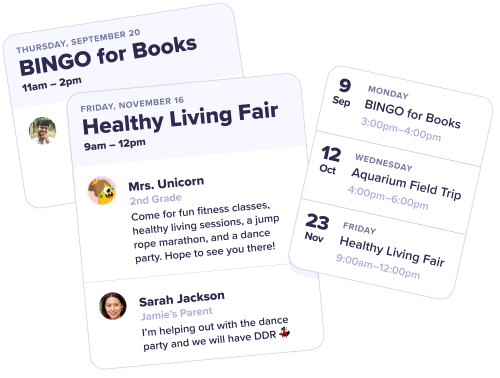 THURSDAY, SEPTEMBER 20
BINGO for Books
11am – 2pm
FRIDAY, NOVEMBER 16
Healthy Living Fair
9am – 12pm
Mrs. Unicorn
2nd Grade
Come for fun fitness classes,
healthy living sessions, a jump
rope marathon, and a dance
party. Hope to see you there!
Sarah Jackson
Jamie's Parent
I'm helping out with the dance
party and we will have DDR 💃
9
Sep
MONDAY
BINGO for Books
3:00pm–4:00pm
12
Oct
WEDNESDAY
Aquarium Field Trip
4:00pm–6:00pm
23
Nov
FRIDAY
Healthy Living Fair
9:00am–12:00pm